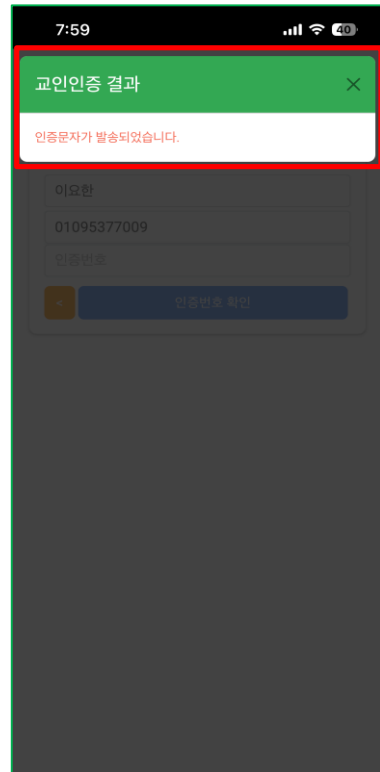 7:59
40
교인인증 결과
인증문자가 발송되었습니다.
이요한
01095377009
인증번호
<
인증번호 확인